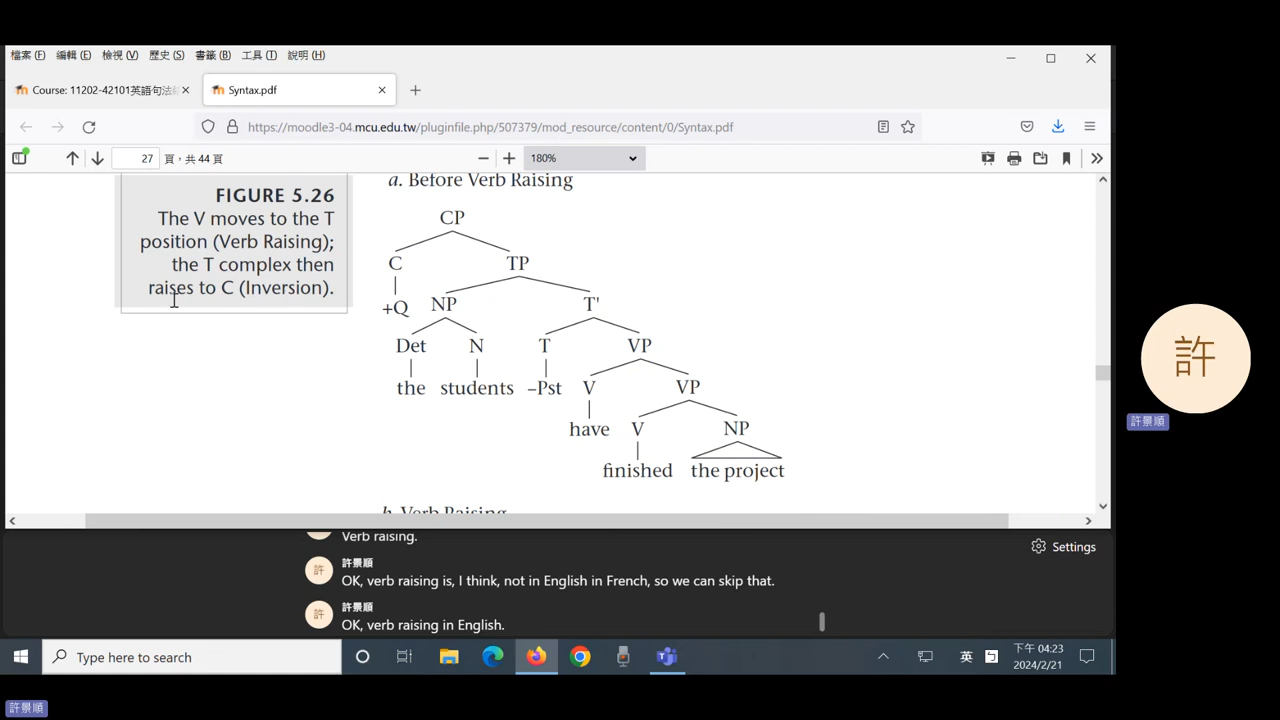 檔案 (F) 編輯 (E) 檢視 (V) 歷史 (S) 書籤 (B) 工具 (T) 說明 (H)
Course: 11202-42101英語句法 Syntax.pdf
https://moodle3-04.mcu.edu.tw/pluginfile.php/507379/mod_resource/content/0/Syntax.pdf
27 頁，共 44 頁 180%
a. Before Verb Raising
FIGURE 5.26
The V moves to the T
position (Verb Raising);
the T complex then
raises to C (Inversion).
CP
C TP
+Q NP T'
Det N T VP
the students –Pst V VP
have V NP
finished the project
Verb Raising
許
許景順
Verb raising.
許 許景順
OK, verb raising is, I think, not in English in French, so we can skip that.
許 許景順
OK, verb raising in English.
Settings
Type here to search
英
下午 04:23
2024/2/21
許景順